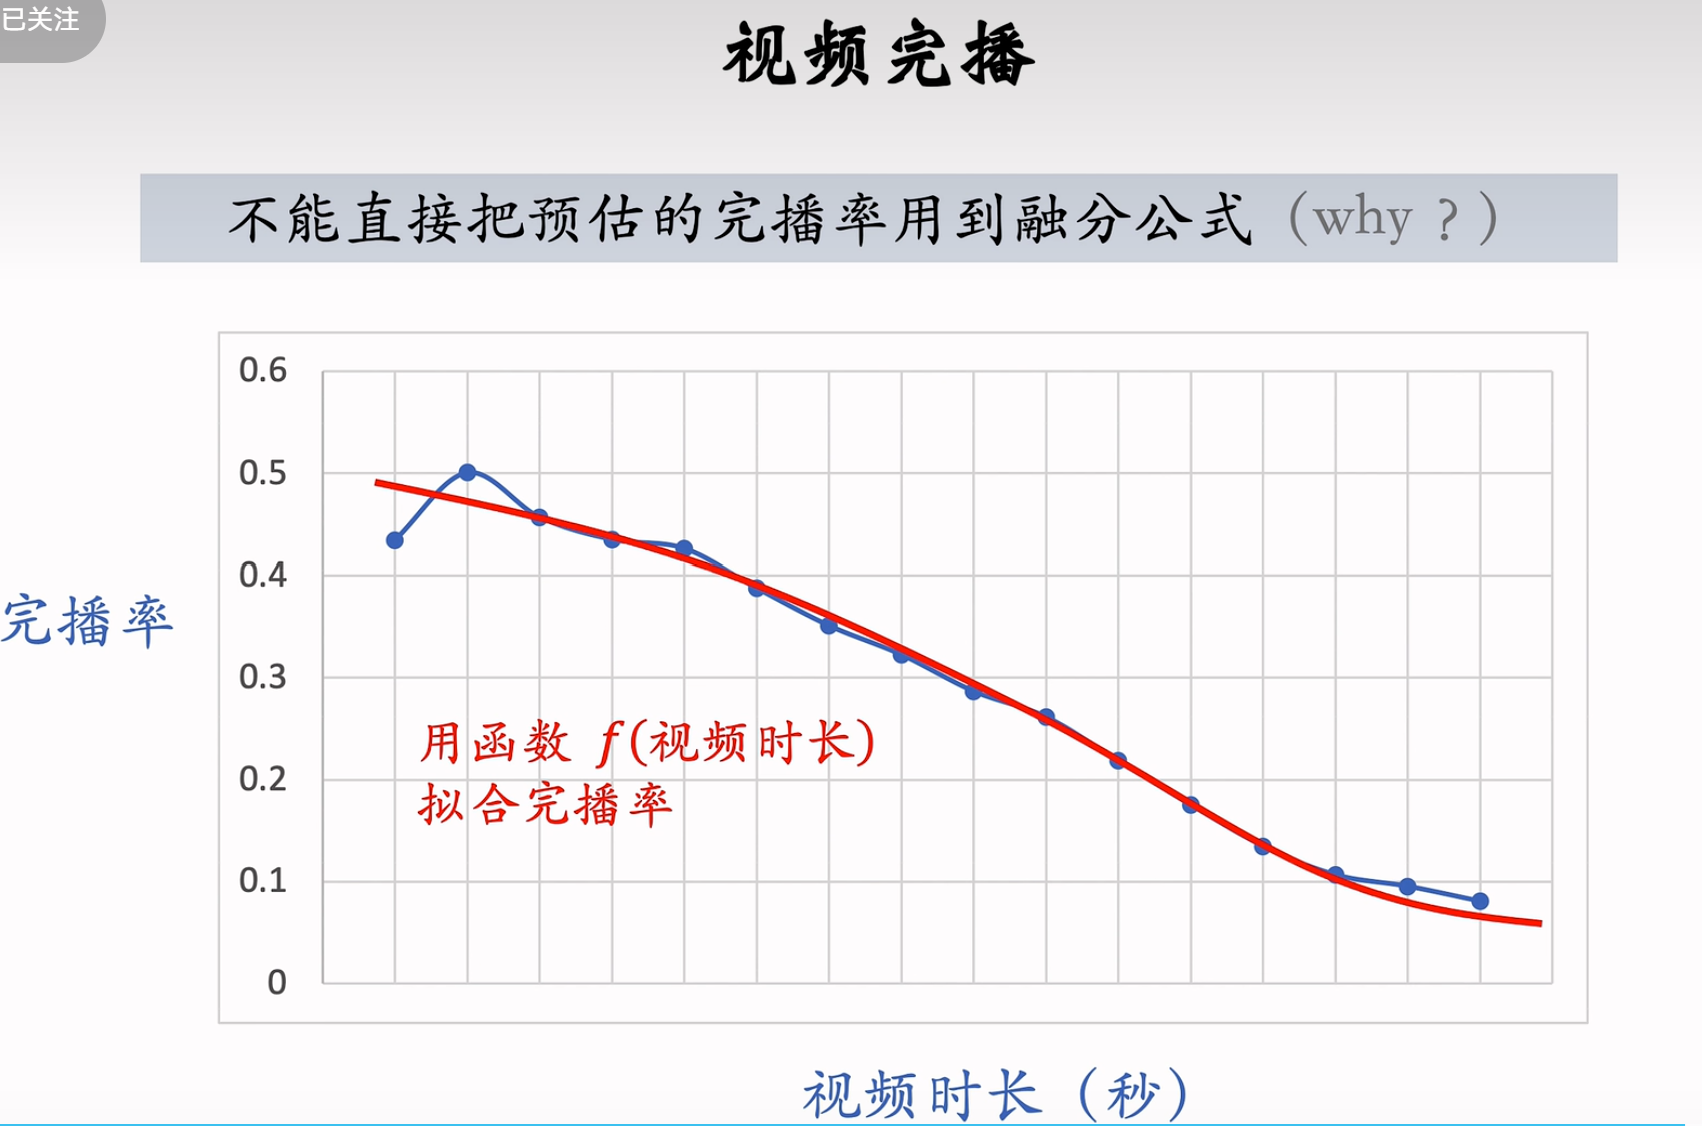 已关注
视频完播
不能直接把预估的完播率用到融分公式（why？）
0.6
0.5
0.4
0.3
0.2
0.1
0
完播率
用函数 f(视频时长)
拟合完播率
视频时长（秒）